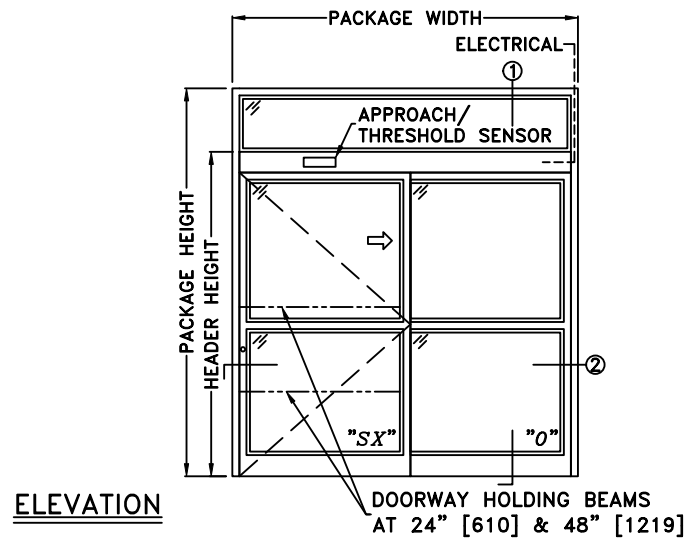 PACKAGE WIDTH
ELECTRICAL
1
APPROACH/
THRESHOLD SENSOR
PACKAGE HEIGHT
HEADER HEIGHT
2
"SX"
"O"
ELEVATION
DOORWAY HOLDING BEAMS
AT 24" [610] & 48" [1219]